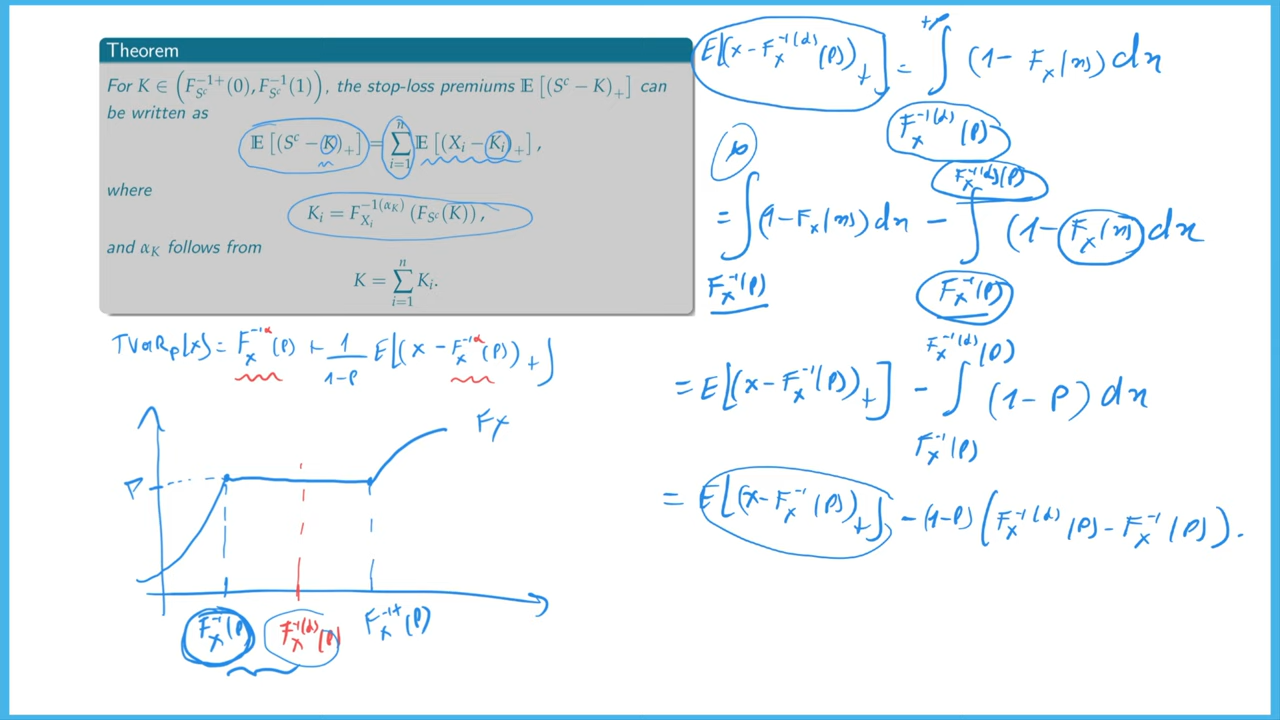 Theorem
For K ∈ (F_{S^c}^{-1+}(0), F_{S^c}^{-1}(1)), the stop-loss premiums 𝔼[(S^c − K)_+] can
be written as
𝔼[(S^c − K)_+] = ∑_{i=1}^{n} 𝔼[(X_i − K_i)_+],
where
K_i = F_{X_i}^{-1(α_K)}(F_{S^c}(K)),
and α_K follows from
K = ∑_{i=1}^{n} K_i.
TVaR_p[X] = F_x^{-1α}(p) + 1/(1-p) E[(x − F_x^{-1α}(p))_+]
F_X
P
F_x^{-1}(p)
F_x^{-1(α)}(p)
F_x^{-1+}(p)
E[(x − F_x^{-1(α)}(p))_+] = ∫_{F_x^{-1(α)}(p)}^{+∞} (1 − F_x(x)) dx
= ∫_{F_x^{-1}(p)}^{∞} (1 − F_x(x)) dx − ∫_{F_x^{-1}(p)}^{F_x^{-1(α)}(p)} (1 − F_x(x)) dx
= E[(x − F_x^{-1}(p))_+] − ∫_{F_x^{-1}(p)}^{F_x^{-1(α)}(p)} (1 − p) dx
= E[(x − F_x^{-1}(p))_+] − (1−p)(F_x^{-1(α)}(p) − F_x^{-1}(p)).